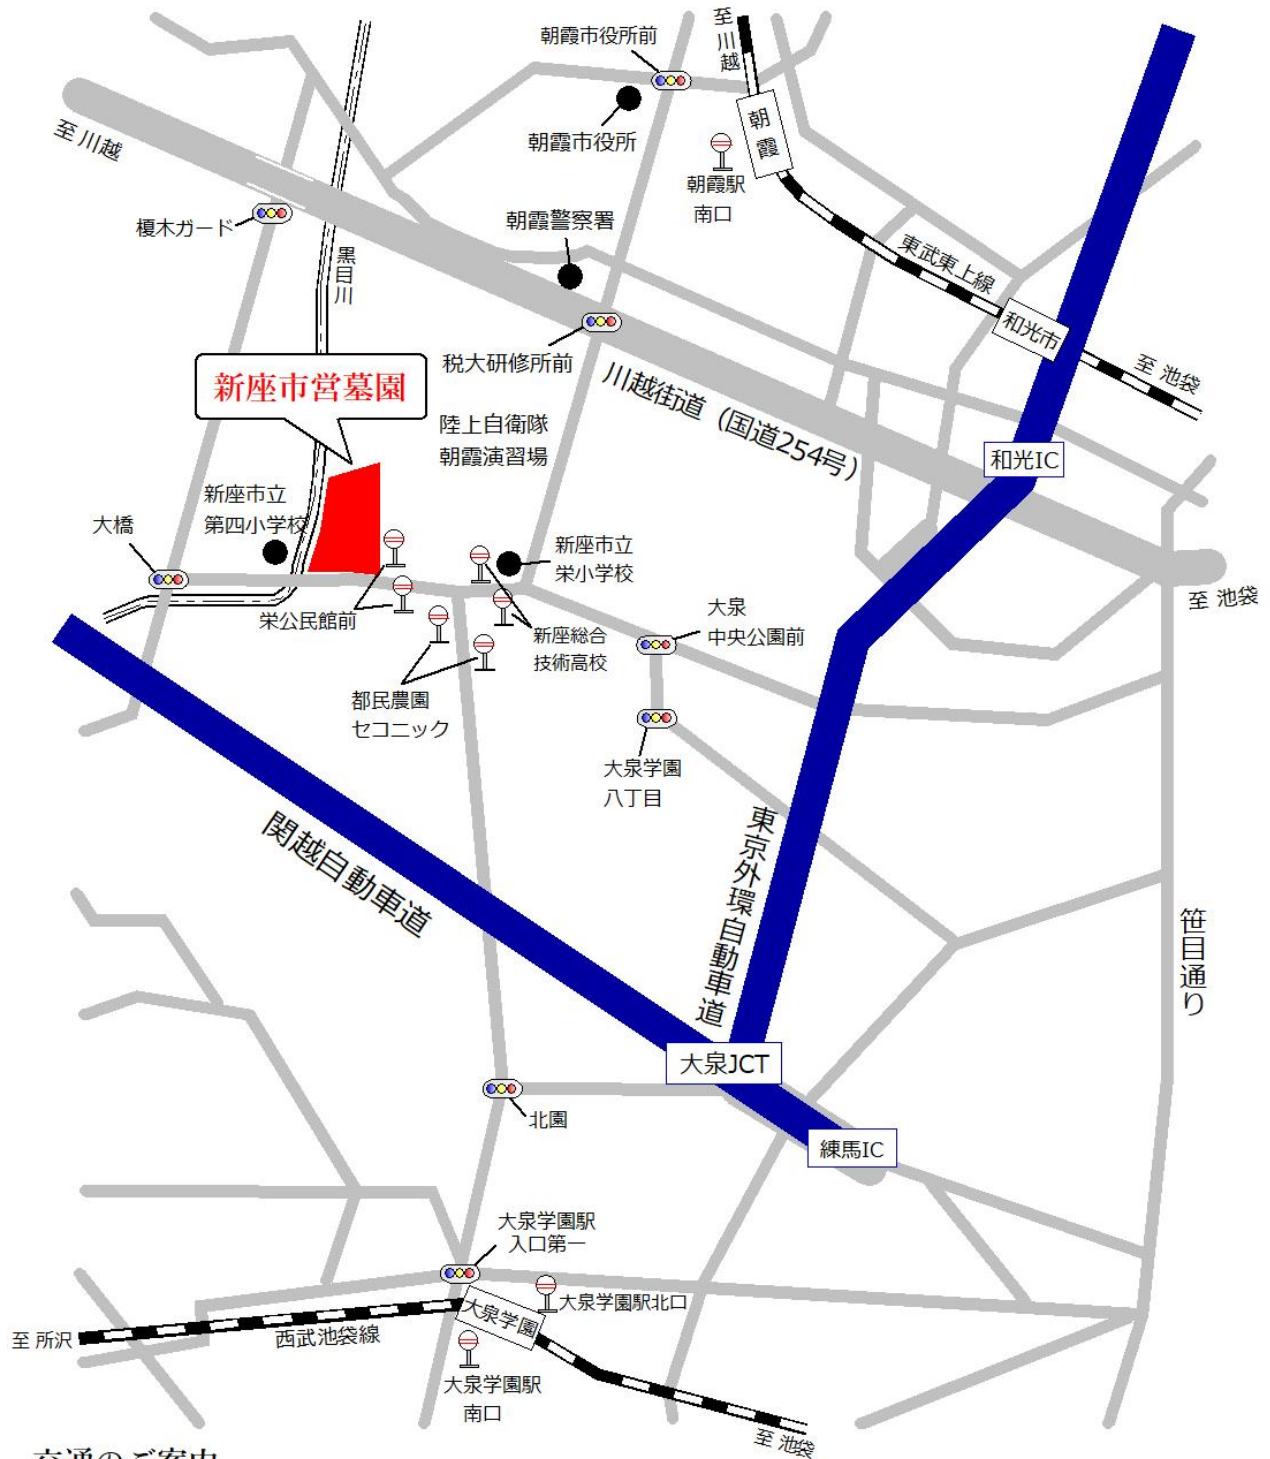 朝霞市役所前
至川越
朝霞市役所
朝霞
朝霞駅
南口
至川越
榎木ガード
朝霞警察署
黒目川
東武東上線
和光市
至 池袋
税大研修所前
新座市営墓園
川越街道（国道254号）
陸上自衛隊
朝霞演習場
和光IC
新座市立
第四小学校
大橋
新座市立
栄小学校
至 池袋
栄公民館前
新座総合
技術高校
大泉
中央公園前
都民農園
セコニック
大泉学園
八丁目
関越自動車道
東京外環自動車道
笹目通り
大泉JCT
北園
練馬IC
大泉学園駅
入口第一
大泉学園駅北口
大泉学園
至 所沢
西武池袋線
大泉学園駅
南口
至 池袋
交通のご案内